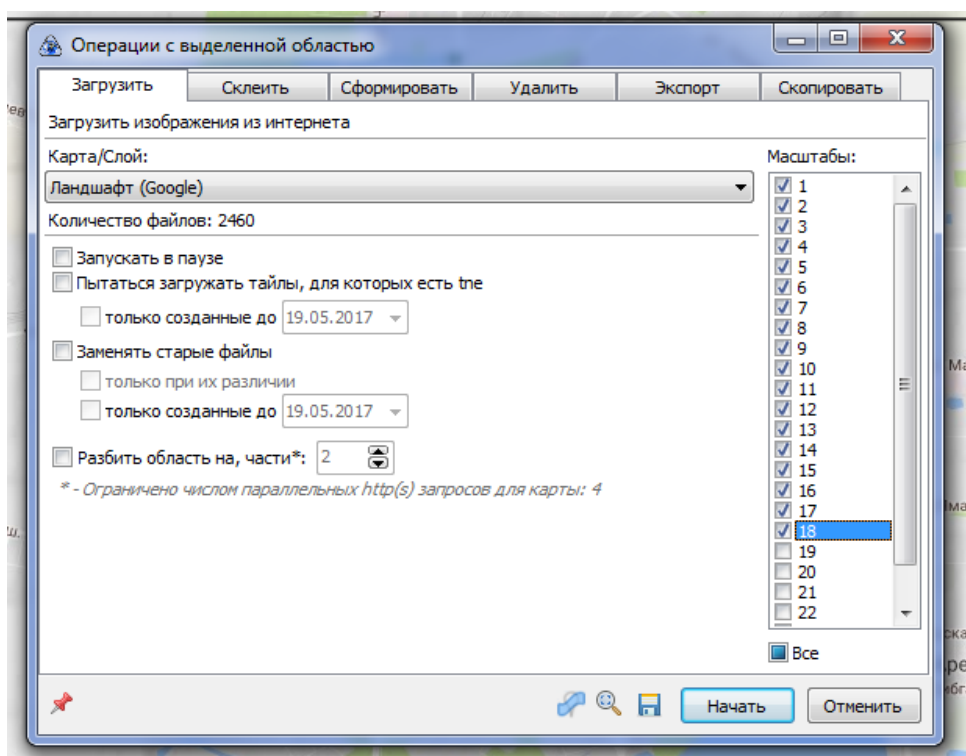 Операции с выделенной областью
Загрузить Склеить Сформировать Удалить Экспорт Скопировать
Загрузить изображения из интернета
Карта/Слой:
Ландшафт (Google)
Количество файлов: 2460
Запускать в паузе
Пытаться загружать тайлы, для которых есть tne
только созданные до 19.05.2017
Заменять старые файлы
только при их различии
только созданные до 19.05.2017
Разбить область на, части*: 2
* - Ограничено числом параллельных http(s) запросов для карты: 4
Масштабы:
1
2
3
4
5
6
7
8
9
10
11
12
13
14
15
16
17
18
19
20
21
22
Все
Начать Отменить